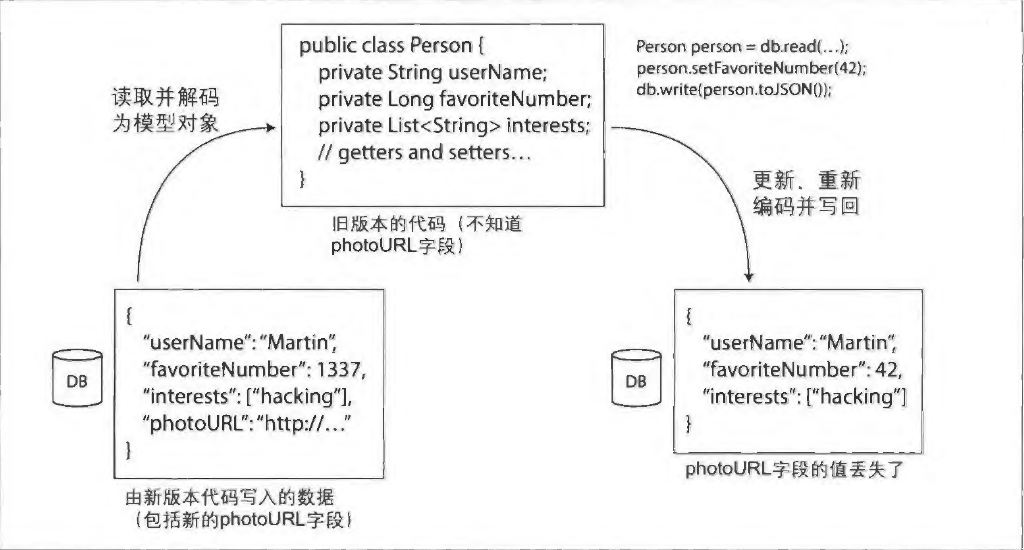 public class Person {
private String userName;
private Long favoriteNumber;
private List<String> interests;
// getters and setters…
}
Person person = db.read(…);
person.setFavoriteNumber(42);
db.write(person.toJSON());
读取并解码
为模型对象
更新、重新
编码并写回
旧版本的代码（不知道
photoURL字段）
{
“userName”: “Martin”,
“favoriteNumber”: 1337,
“interests”: [“hacking”],
“photoURL”: “http://…”
}
DB
由新版本代码写入的数据
（包括新的photoURL字段）
{
“userName”: “Martin”,
“favoriteNumber”: 42,
“interests”: [“hacking”]
}
DB
photoURL字段的值丢失了